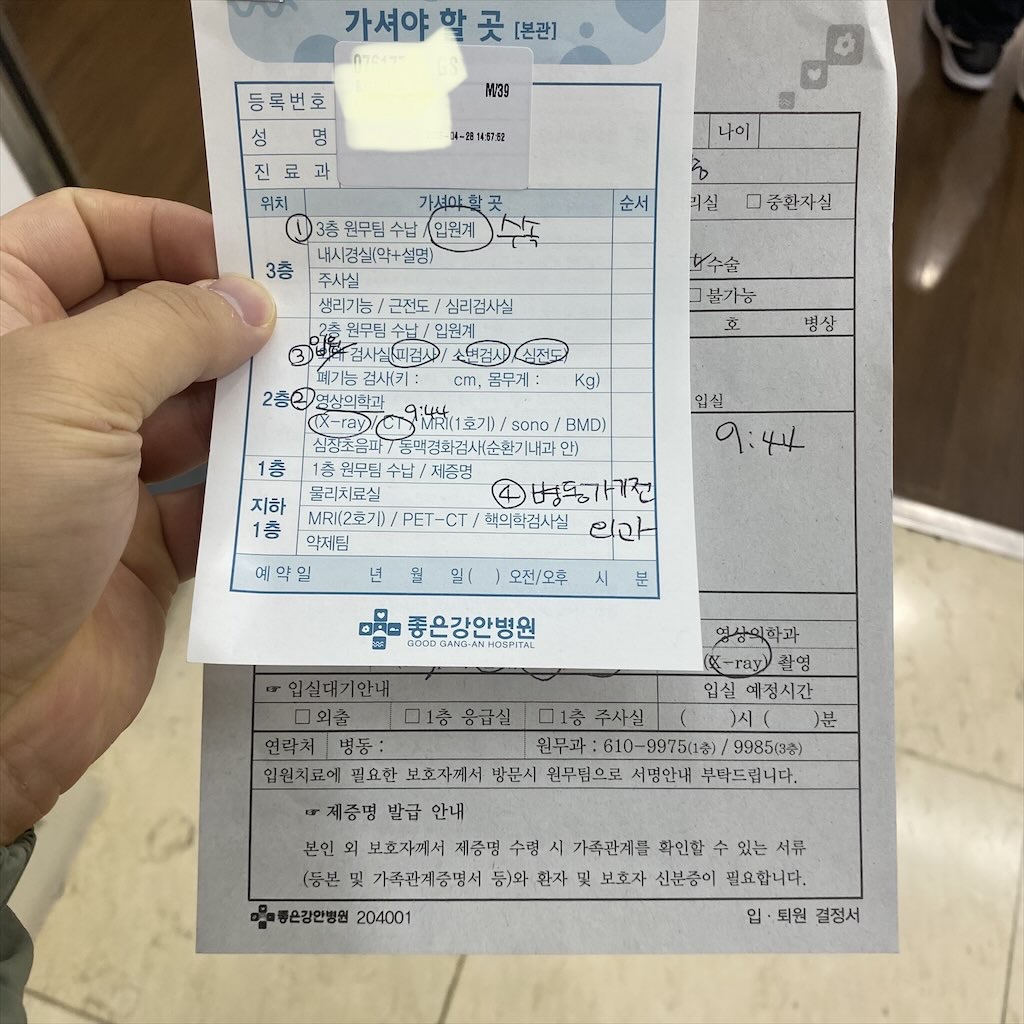 가셔야 할 곳 [본관]
등록번호
M/39
성 명
-04-28 14:57:52
진료과
위치 가셔야 할 곳 순서
① 3층 원무팀 수납 / 입원계 수속
3층
내시경실(약+설명)
주사실
생리기능 / 근전도 / 심리검사실
2층 원무팀 수납 / 입원계
③ 검사실(피검사 / 소변검사 / 심전도)
폐기능 검사(키 : cm, 몸무게 : Kg)
2층 ② 영상의학과
9:44
(X-ray / CT / MRI(1호기) / sono / BMD)
심장초음파 / 동맥경화검사(순환기내과 안)
1층 1층 원무팀 수납 / 제증명
지하 1층
물리치료실 ④ 병동가기전
MRI(2호기) / PET-CT / 핵의학검사실
약제팀
예약일 년 월 일( ) 오전/오후 시 분
좋은강안병원
GOOD GANG-AN HOSPITAL
나이
□ 중환자실
수술
□ 불가능
호 병상
입실
9:44
영상의학과
(X-ray) 촬영
☞ 입실대기안내 입실 예정시간
□ 외출 □ 1층 응급실 □ 1층 주사실 ( )시 ( )분
연락처 병동 : 원무과 : 610-9975(1층) / 9985(3층)
입원치료에 필요한 보호자께서 방문시 원무팀으로 서명안내 부탁드립니다.
☞ 제증명 발급 안내
본인 외 보호자께서 제증명 수령 시 가족관계를 확인할 수 있는 서류
(등본 및 가족관계증명서 등)와 환자 및 보호자 신분증이 필요합니다.
좋은강안병원 204001 입 · 퇴원 결정서